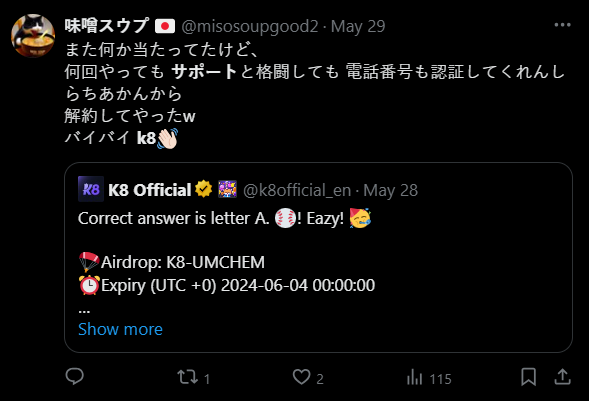 味噌スウプ 🇯🇵 @misosoupgood2 · May 29
また何か当たってたけど、
何回やっても サポートと格闘しても 電話番号も認証してくれんし
らちあかんから
解約してやったw
バイバイ k8👋🏻
K8 Official @k8official_en · May 28
Correct answer is letter A. ⚾! Eazy! 🥳
🪂Airdrop: K8-UMCHEM
⏰Expiry (UTC +0) 2024-06-04 00:00:00
...
Show more
1
2
115